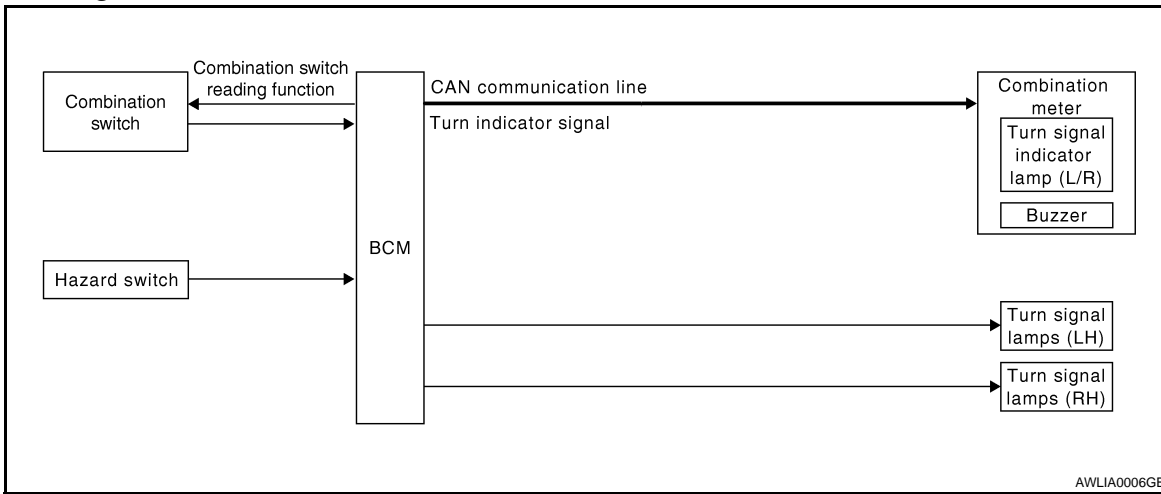 Combination switch
reading function
Combination
switch
CAN communication line
Turn indicator signal
Combination
meter
Turn signal
indicator
lamp (L/R)
Buzzer
BCM
Hazard switch
Turn signal
lamps (LH)
Turn signal
lamps (RH)
AWLIA0006GB